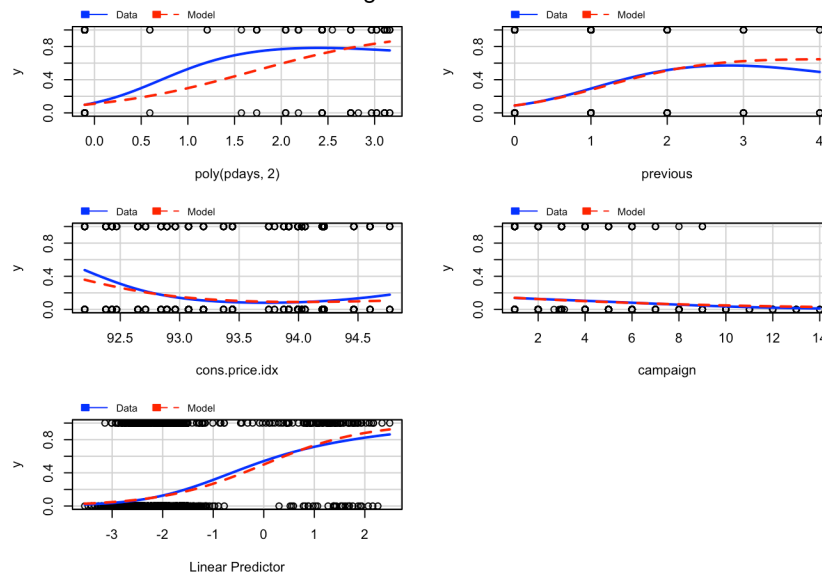 Data Model
y
0.0 0.4 0.8
0.0 0.5 1.0 1.5 2.0 2.5 3.0
poly(pdays, 2)
Data Model
y
0.0 0.4 0.8
0 1 2 3 4
previous
Data Model
y
0.0 0.4 0.8
92.5 93.0 93.5 94.0 94.5
cons.price.idx
Data Model
y
0.0 0.4 0.8
2 4 6 8 10 12 14
campaign
Data Model
y
0.0 0.4 0.8
-3 -2 -1 0 1 2
Linear Predictor